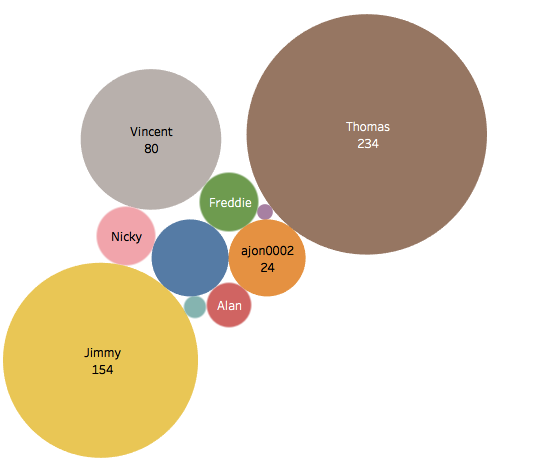 Thomas
234
Vincent
80
Freddie
Nicky
ajon0002
24
Alan
Jimmy
154